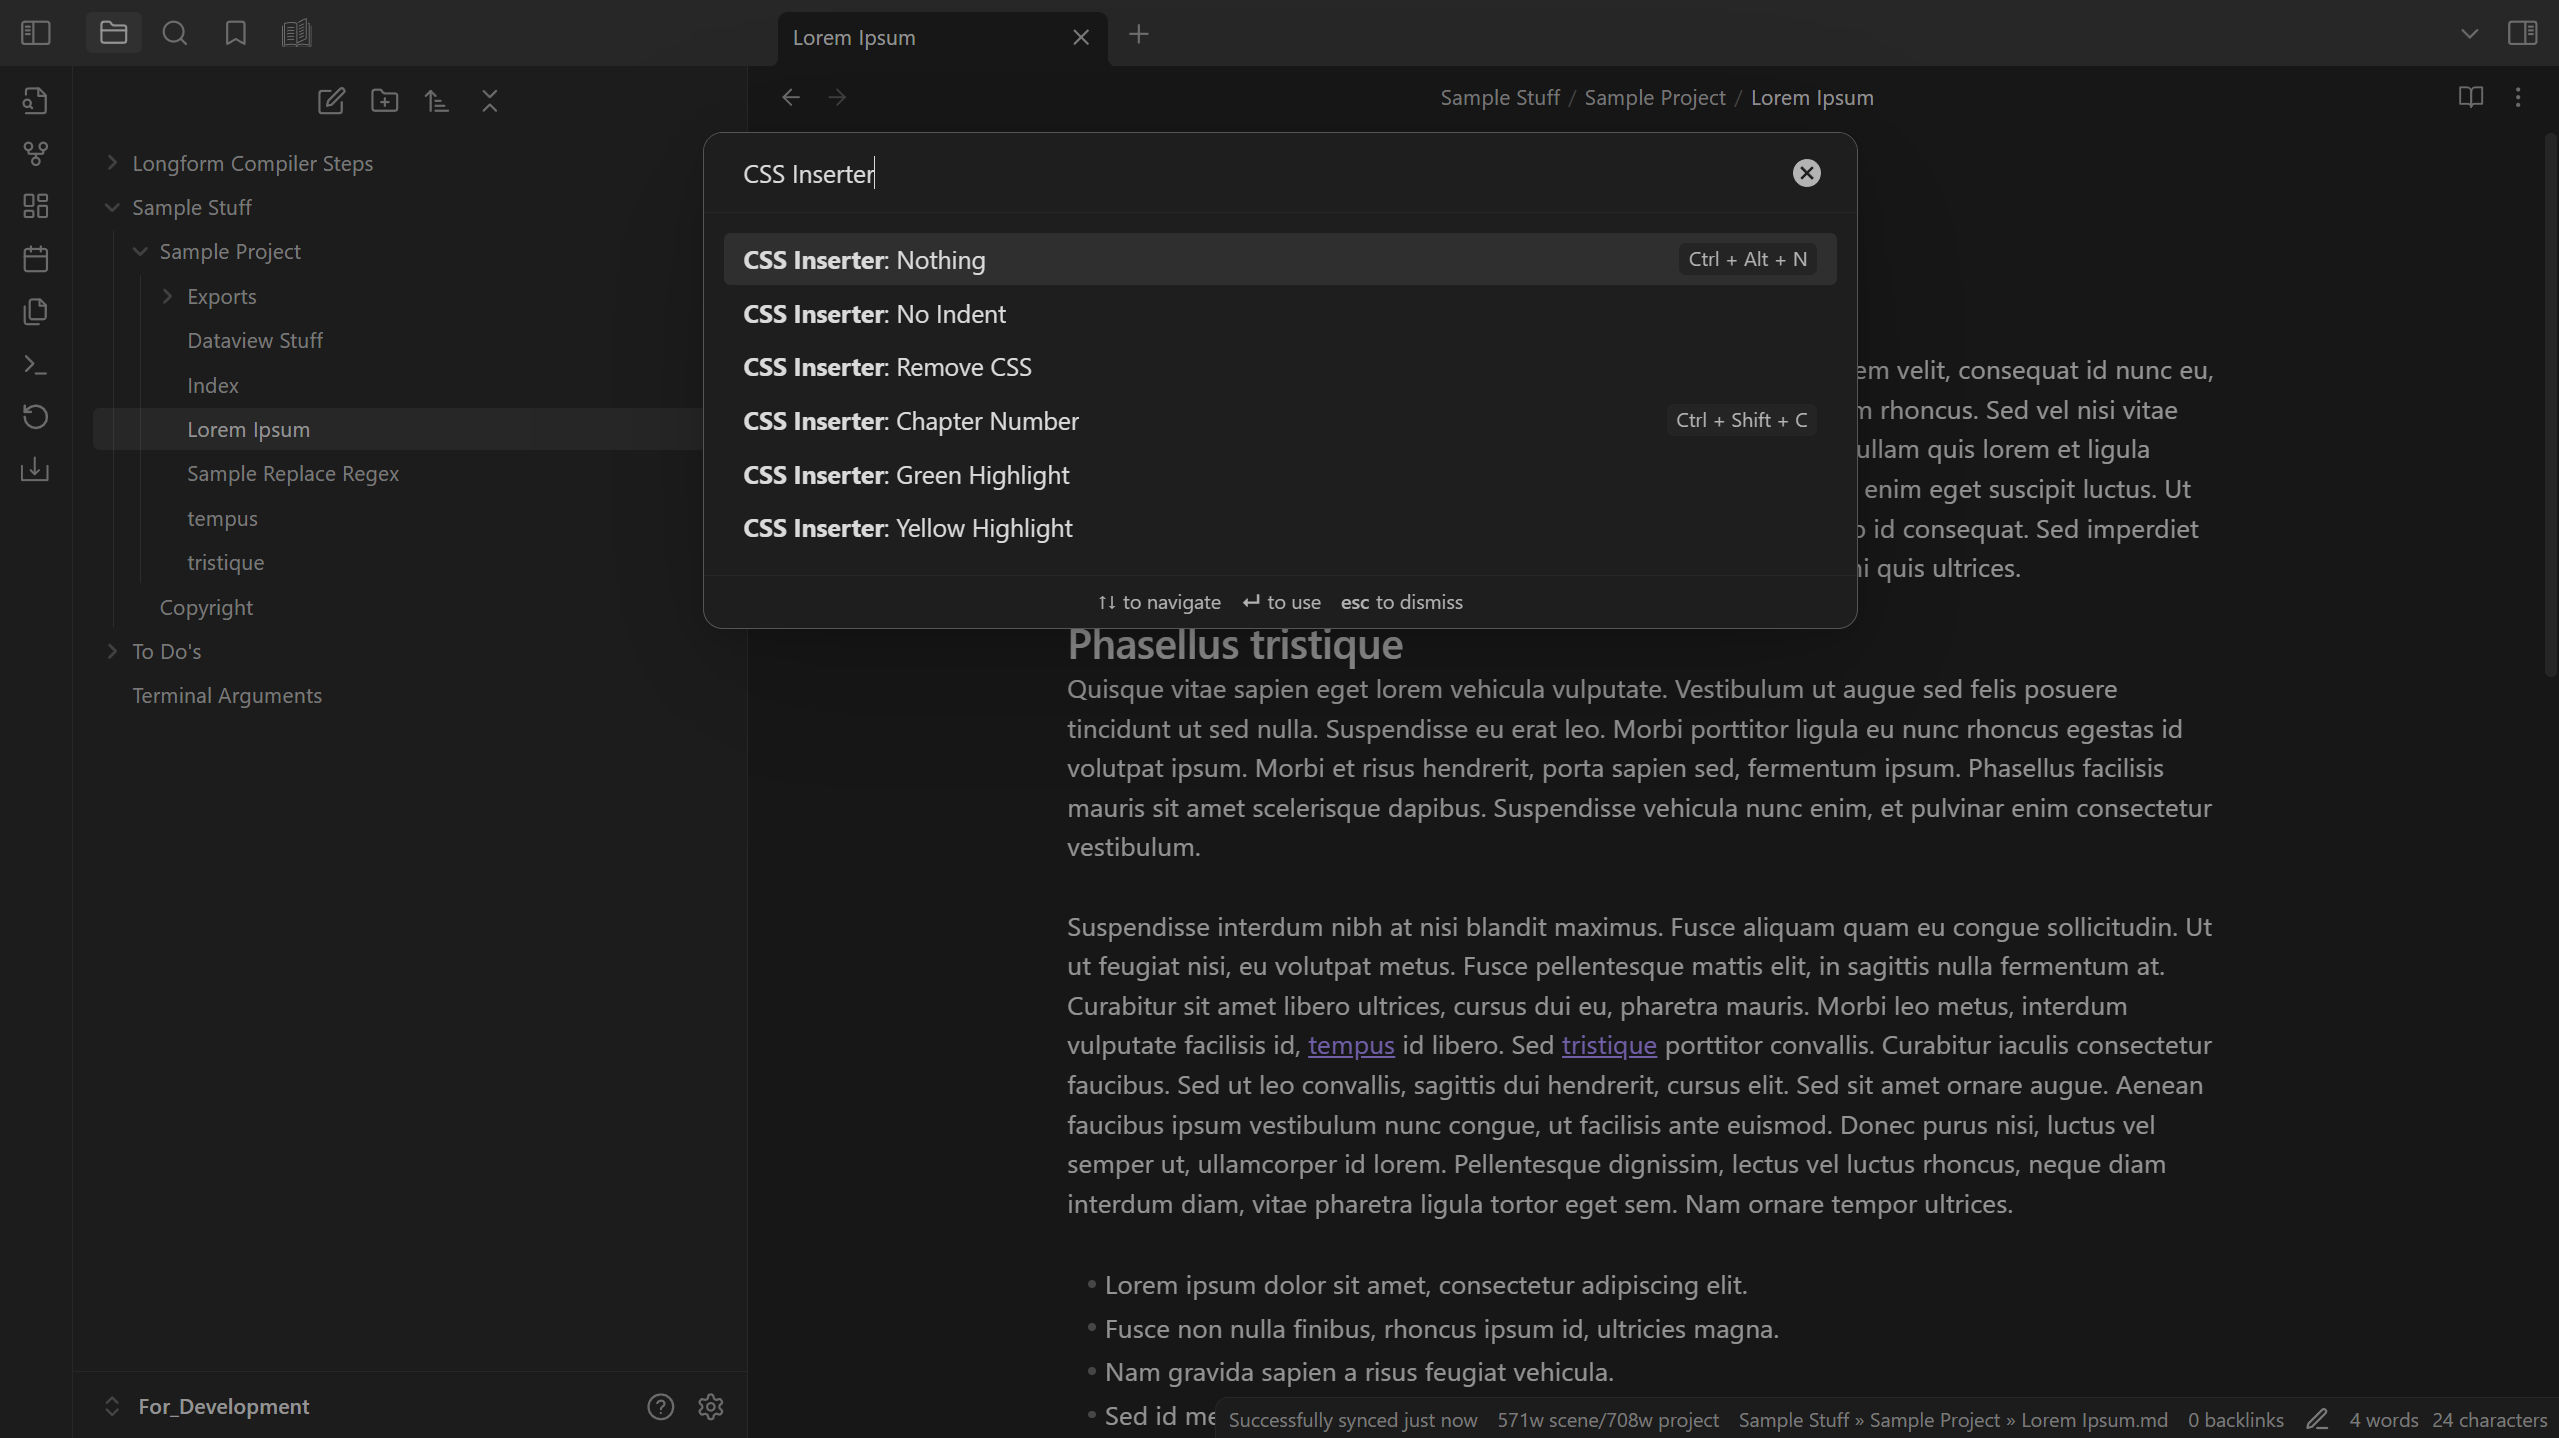 Lorem Ipsum
Longform Compiler Steps
Sample Stuff
Sample Project
Exports
Dataview Stuff
Index
Lorem Ipsum
Sample Replace Regex
tempus
tristique
Copyright
To Do's
Terminal Arguments
For_Development
Sample Stuff / Sample Project / Lorem Ipsum
CSS Inserter
CSS Inserter: Nothing Ctrl + Alt + N
CSS Inserter: No Indent
CSS Inserter: Remove CSS
CSS Inserter: Chapter Number Ctrl + Shift + C
CSS Inserter: Green Highlight
CSS Inserter: Yellow Highlight
↑↓ to navigate ↵ to use esc to dismiss
velit, consequat id nunc eu,
rhoncus. Sed vel nisi vitae
quis lorem et ligula
enim eget suscipit luctus. Ut
id consequat. Sed imperdiet
quis ultrices.
Phasellus tristique
Quisque vitae sapien eget lorem vehicula vulputate. Vestibulum ut augue sed felis posuere
tincidunt ut sed nulla. Suspendisse eu erat leo. Morbi porttitor ligula eu nunc rhoncus egestas id
volutpat ipsum. Morbi et risus hendrerit, porta sapien sed, fermentum ipsum. Phasellus facilisis
mauris sit amet scelerisque dapibus. Suspendisse vehicula nunc enim, et pulvinar enim consectetur
vestibulum.
Suspendisse interdum nibh at nisi blandit maximus. Fusce aliquam quam eu congue sollicitudin. Ut
ut feugiat nisi, eu volutpat metus. Fusce pellentesque mattis elit, in sagittis nulla fermentum at.
Curabitur sit amet libero ultrices, cursus dui eu, pharetra mauris. Morbi leo metus, interdum
vulputate facilisis id, tempus id libero. Sed tristique porttitor convallis. Curabitur iaculis consectetur
faucibus. Sed ut leo convallis, sagittis dui hendrerit, cursus elit. Sed sit amet ornare augue. Aenean
faucibus ipsum vestibulum nunc congue, ut facilisis ante euismod. Donec purus nisi, luctus vel
semper ut, ullamcorper id lorem. Pellentesque dignissim, lectus vel luctus rhoncus, neque diam
interdum diam, vitae pharetra ligula tortor eget sem. Nam ornare tempor ultrices.
• Lorem ipsum dolor sit amet, consectetur adipiscing elit.
• Fusce non nulla finibus, rhoncus ipsum id, ultricies magna.
• Nam gravida sapien a risus feugiat vehicula.
• Sed id
Successfully synced just now 571w scene/708w project Sample Stuff » Sample Project » Lorem Ipsum.md 0 backlinks 4 words 24 characters